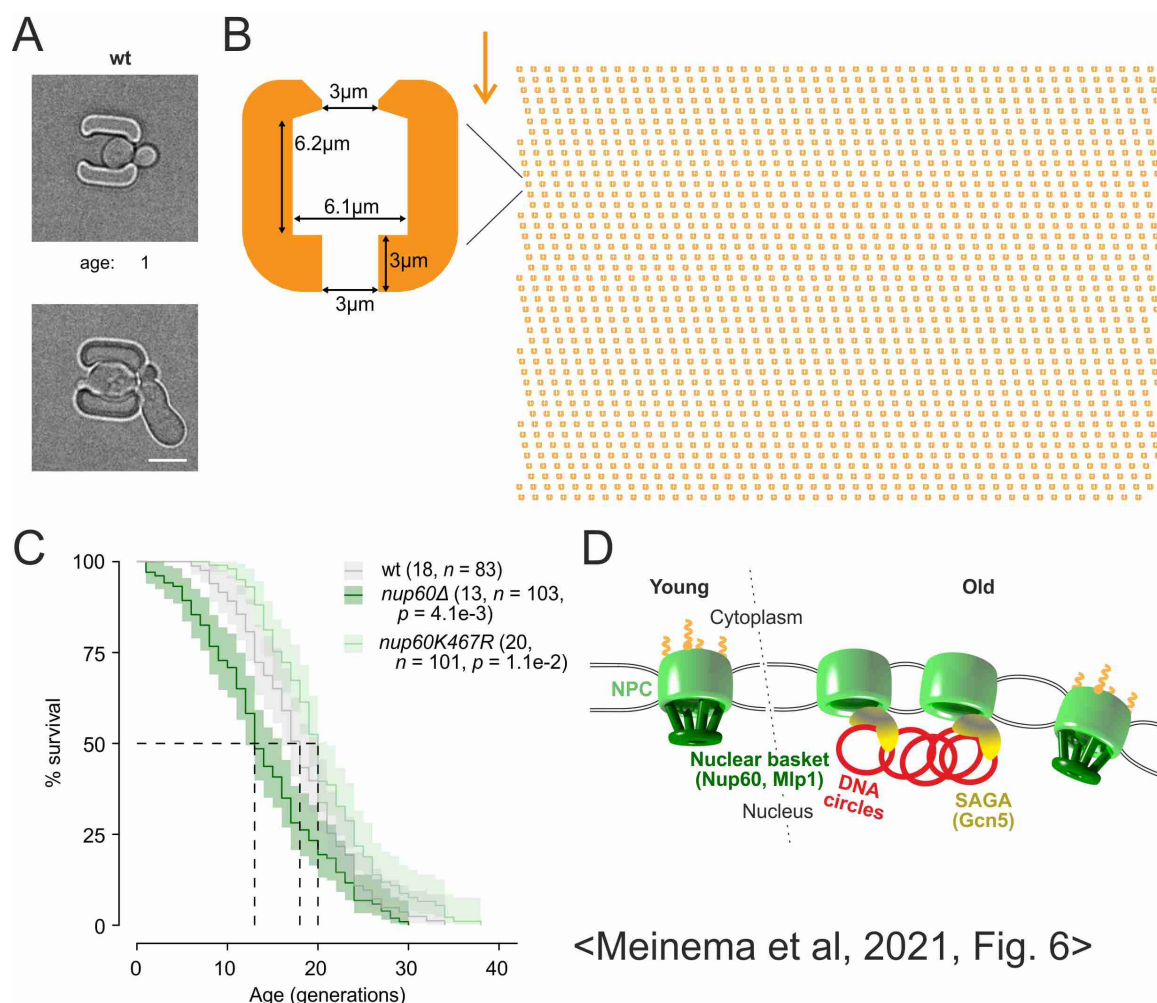 A
wt
age: 1
B
3µm
6.2µm
6.1µm
3µm
3µm
C
% survival
100
75
50
25
0
0
10
20
30
40
Age (generations)
wt (18, n = 83)
nup60Δ (13, n = 103,
p = 4.1e-3)
nup60K467R (20,
n = 101, p = 1.1e-2)
D
Young
Old
Cytoplasm
NPC
Nuclear basket
(Nup60, Mlp1)
Nucleus
DNA
circles
SAGA
(Gcn5)
<Meinema et al, 2021, Fig. 6>